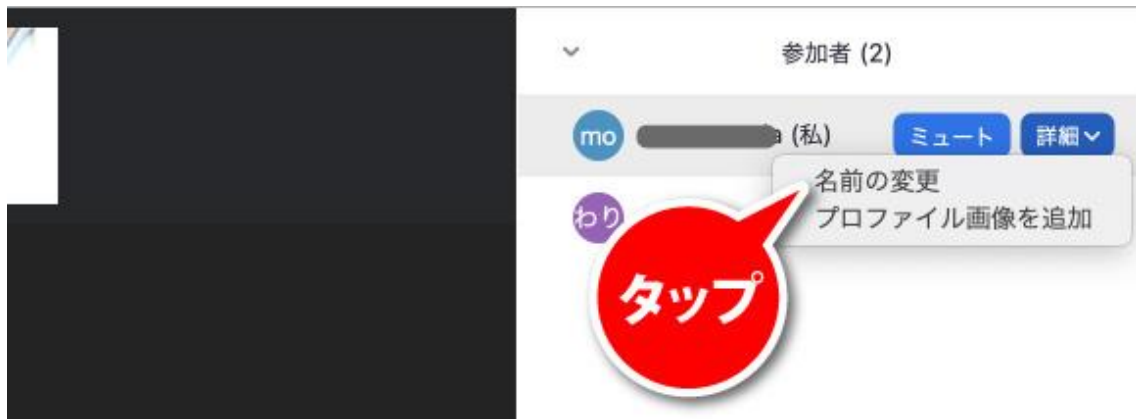 参加者 (2)
mo (私) ミュート 詳細
名前の変更
わり プロファイル画像を追加
タップ